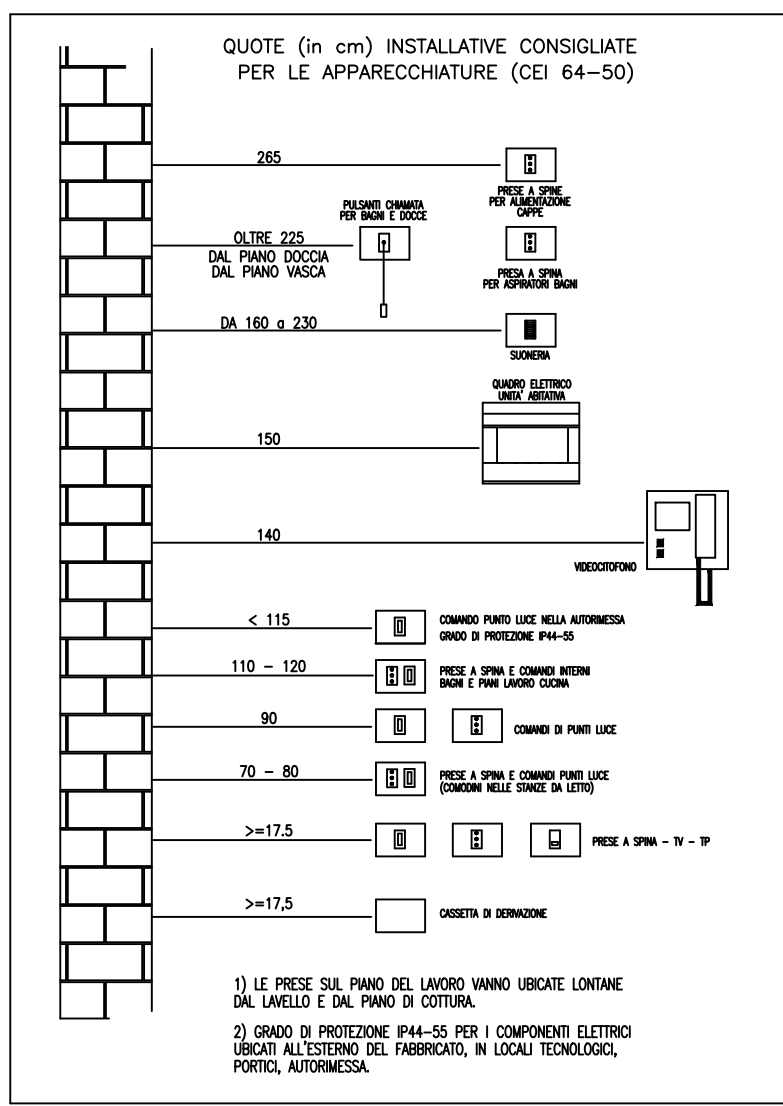 QUOTE (in cm) INSTALLATIVE CONSIGLIATE
PER LE APPARECCHIATURE (CEI 64-50)
265
PRESE A SPINE
PER ALIMENTAZIONE
CAPPE
PULSANTI CHIAMATA
PER BAGNI E DOCCE
OLTRE 225
DAL PIANO DOCCIA
DAL PIANO VASCA
PRESA A SPINA
PER ASPIRATORI BAGNI
DA 160 a 230
SUONERIA
QUADRO ELETTRICO
UNITA' ABITATIVA
150
140
VIDEOCITOFONO
< 115
COMANDO PUNTO LUCE NELLA AUTORIMESSA
GRADO DI PROTEZIONE IP44-55
110 - 120
PRESE A SPINA E COMANDI INTERNI
BAGNI E PIANI LAVORO CUCINA
90
COMANDI DI PUNTI LUCE
70 - 80
PRESE A SPINA E COMANDI PUNTI LUCE
(COMODINI NELLE STANZE DA LETTO)
>=17.5
PRESE A SPINA - TV - TP
>=17,5
CASSETTA DI DERIVAZIONE
1) LE PRESE SUL PIANO DEL LAVORO VANNO UBICATE LONTANE
DAL LAVELLO E DAL PIANO DI COTTURA.
2) GRADO DI PROTEZIONE IP44-55 PER I COMPONENTI ELETTRICI
UBICATI ALL'ESTERNO DEL FABBRICATO, IN LOCALI TECNOLOGICI,
PORTICI, AUTORIMESSA.